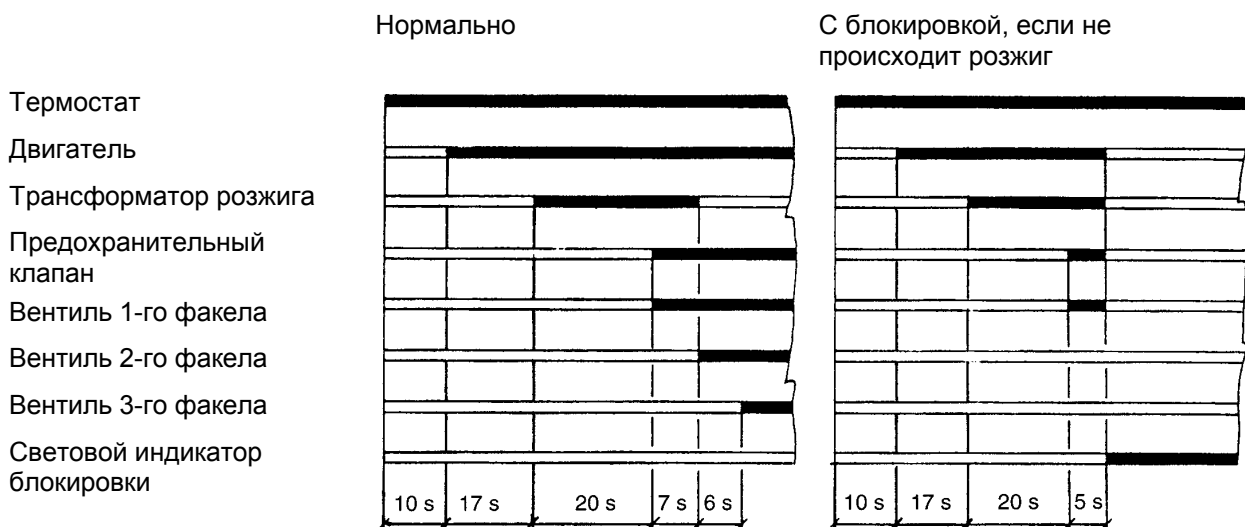 Нормально
С блокировкой, если не
происходит розжиг
Термостат
Двигатель
Трансформатор розжига
Предохранительный
клапан
Вентиль 1-го факела
Вентиль 2-го факела
Вентиль 3-го факела
Световой индикатор
блокировки
10 s 17 s 20 s 7 s 6 s
10 s 17 s 20 s 5 s